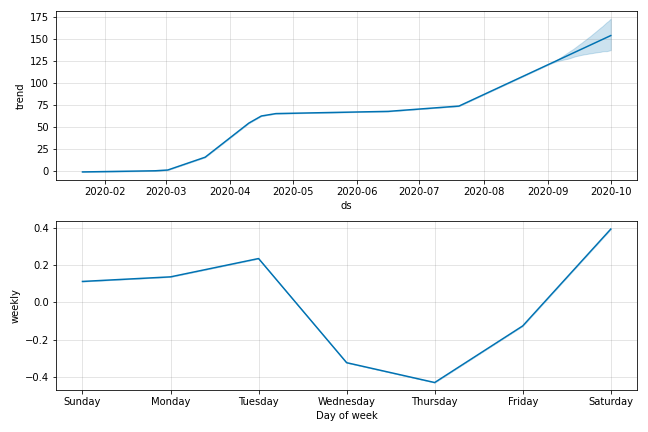 175
150
125
100
75
50
25
0
trend
2020-02 2020-03 2020-04 2020-05 2020-06 2020-07 2020-08 2020-09 2020-10
ds
0.4
0.2
0.0
−0.2
−0.4
weekly
Sunday Monday Tuesday Wednesday Thursday Friday Saturday
Day of week